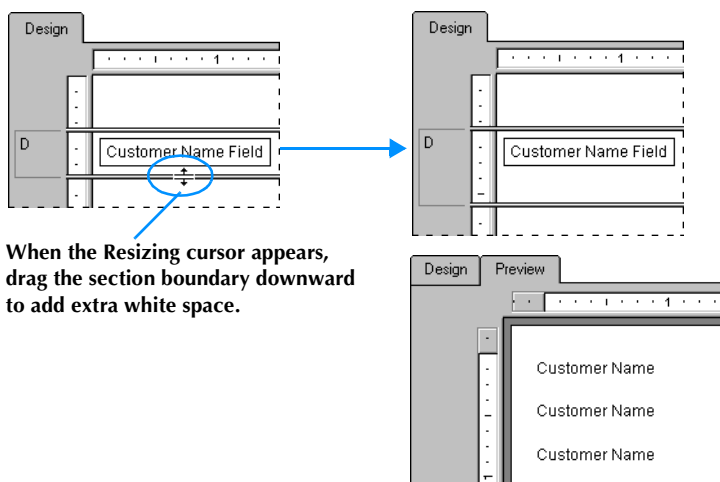 Design
1
D
Customer Name Field
When the Resizing cursor appears,
drag the section boundary downward
to add extra white space.
Design
1
D
Customer Name Field
Design Preview
1
Customer Name
Customer Name
Customer Name
1